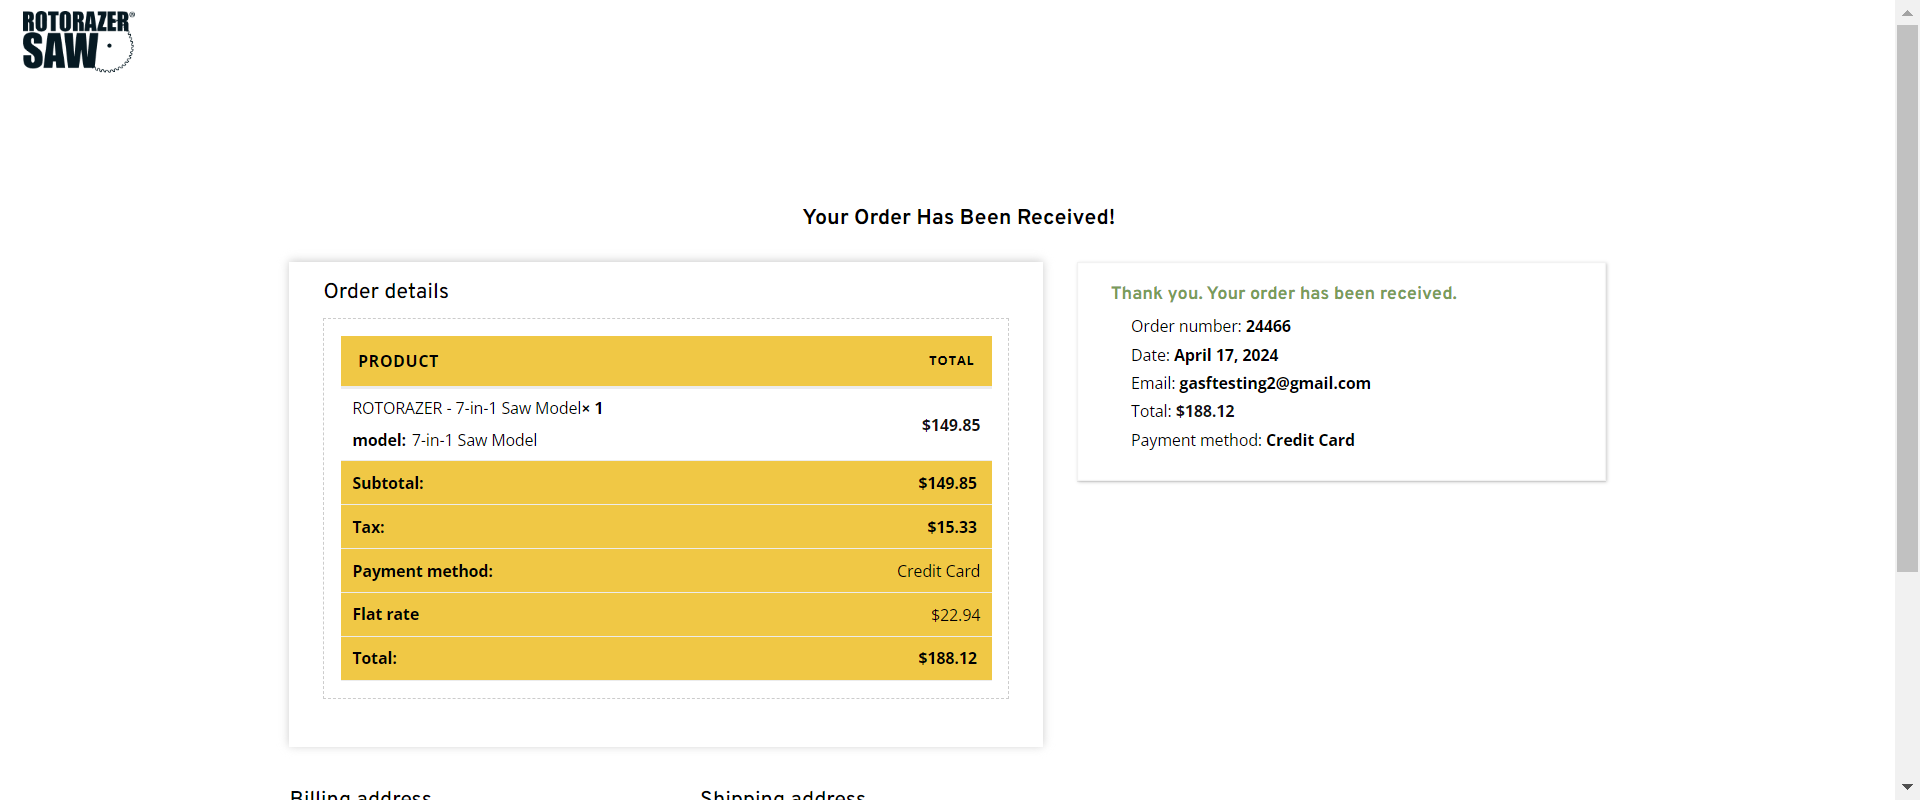 ROTORAZER®
SAW
Your Order Has Been Received!
Order details
PRODUCT TOTAL
ROTORAZER - 7-in-1 Saw Model× 1
model: 7-in-1 Saw Model
$149.85
Subtotal: $149.85
Tax: $15.33
Payment method: Credit Card
Flat rate $22.94
Total: $188.12
Thank you. Your order has been received.
Order number: 24466
Date: April 17, 2024
Email: gasftesting2@gmail.com
Total: $188.12
Payment method: Credit Card
Billing address
Shipping address